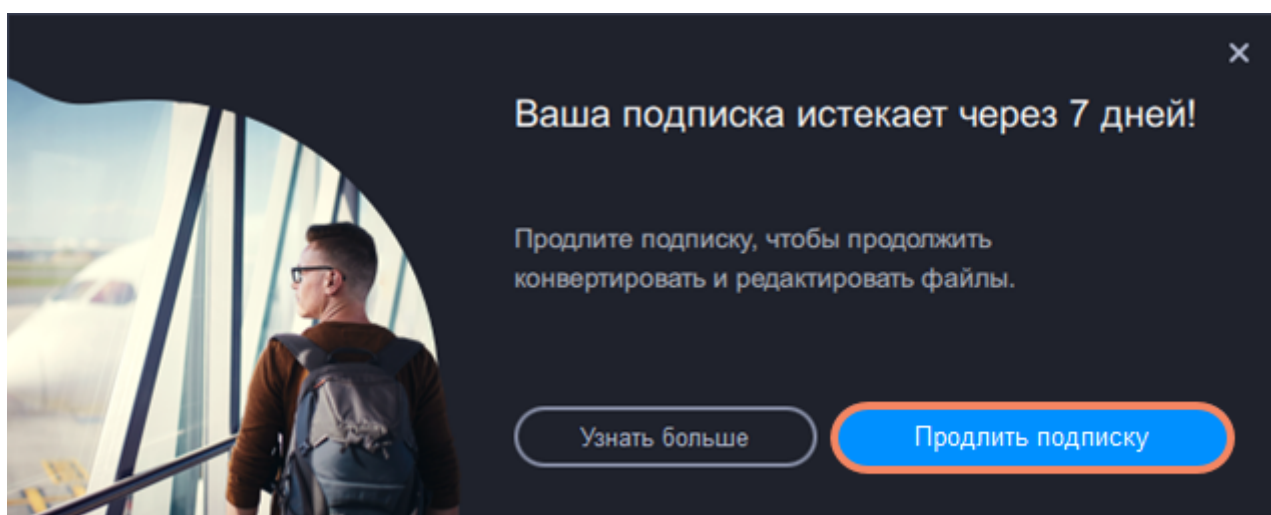 Ваша подписка истекает через 7 дней!
Продлите подписку, чтобы продолжить
конвертировать и редактировать файлы.
Узнать больше
Продлить подписку